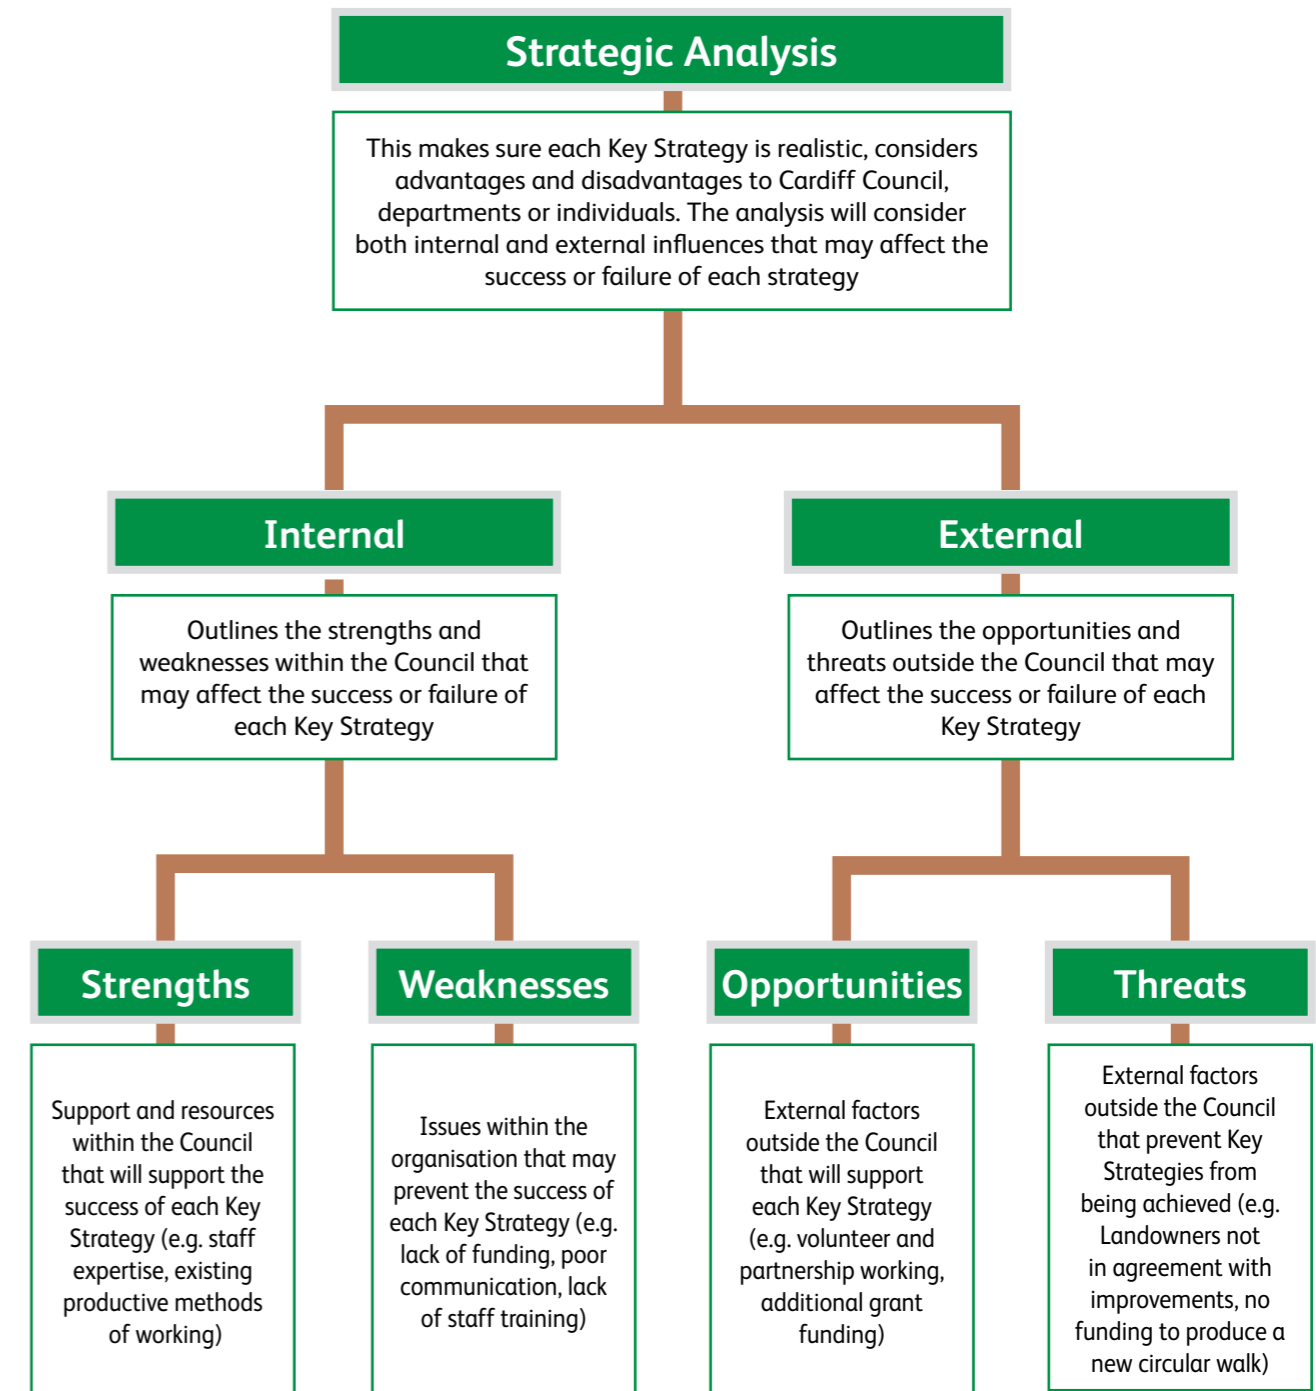 Strategic Analysis
This makes sure each Key Strategy is realistic, considers
advantages and disadvantages to Cardiff Council,
departments or individuals. The analysis will consider
both internal and external influences that may affect the
success or failure of each strategy
Internal
Outlines the strengths and
weaknesses within the Council that
may affect the success or failure of
each Key Strategy
External
Outlines the opportunities and
threats outside the Council that may
affect the success or failure of each
Key Strategy
Strengths
Support and resources
within the Council
that will support the
success of each Key
Strategy (e.g. staff
expertise, existing
productive methods
of working)
Weaknesses
Issues within the
organisation that may
prevent the success of
each Key Strategy (e.g.
lack of funding, poor
communication, lack
of staff training)
Opportunities
External factors
outside the Council
that will support
each Key Strategy
(e.g. volunteer and
partnership working,
additional grant
funding)
Threats
External factors
outside the Council
that prevent Key
Strategies from
being achieved (e.g.
Landowners not
in agreement with
improvements, no
funding to produce a
new circular walk)